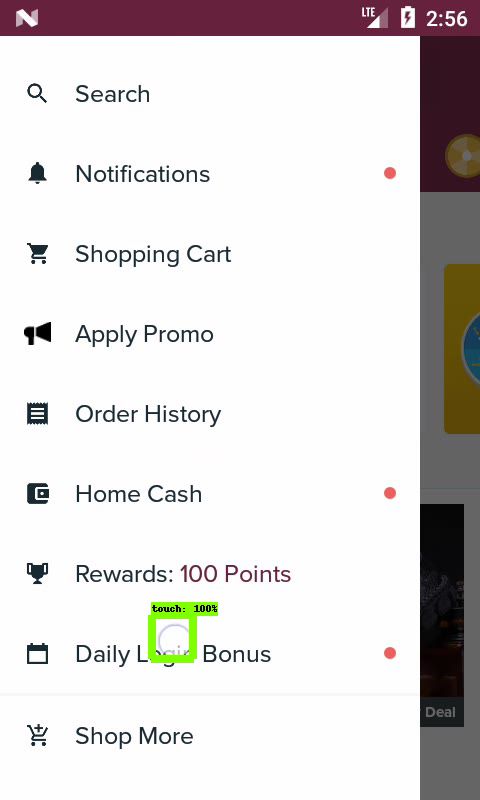 LTE 2:56
Search
Notifications
Shopping Cart
Apply Promo
Order History
Home Cash
Rewards: 100 Points
touch: 100%
Daily Login Bonus
Deal
Shop More